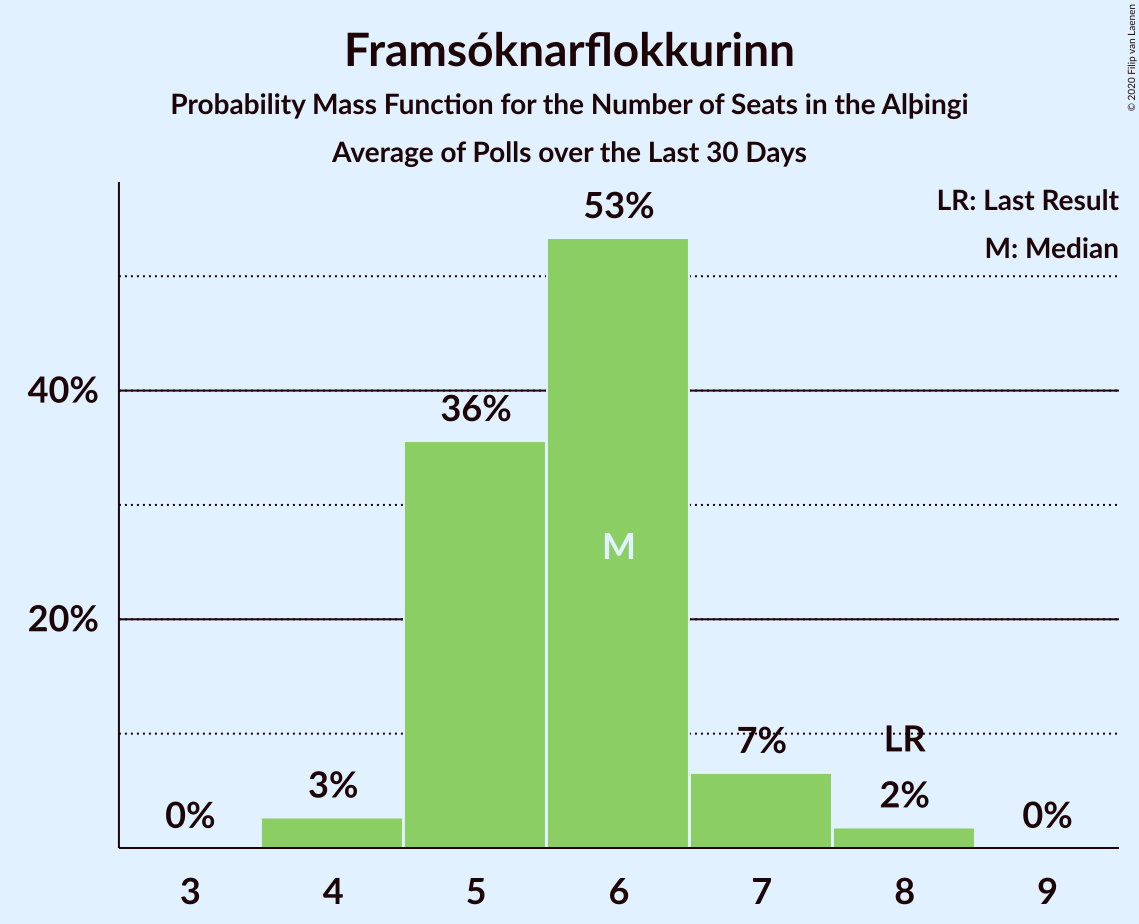 Framsóknarflokkurinn
Probability Mass Function for the Number of Seats in the Alþingi
Average of Polls over the Last 30 Days
© 2020 Filip van Laenen
LR: Last Result
M: Median
53%
40%
36%
M
20%
7%
LR
3%
2%
0%
0%
3 4 5 6 7 8 9